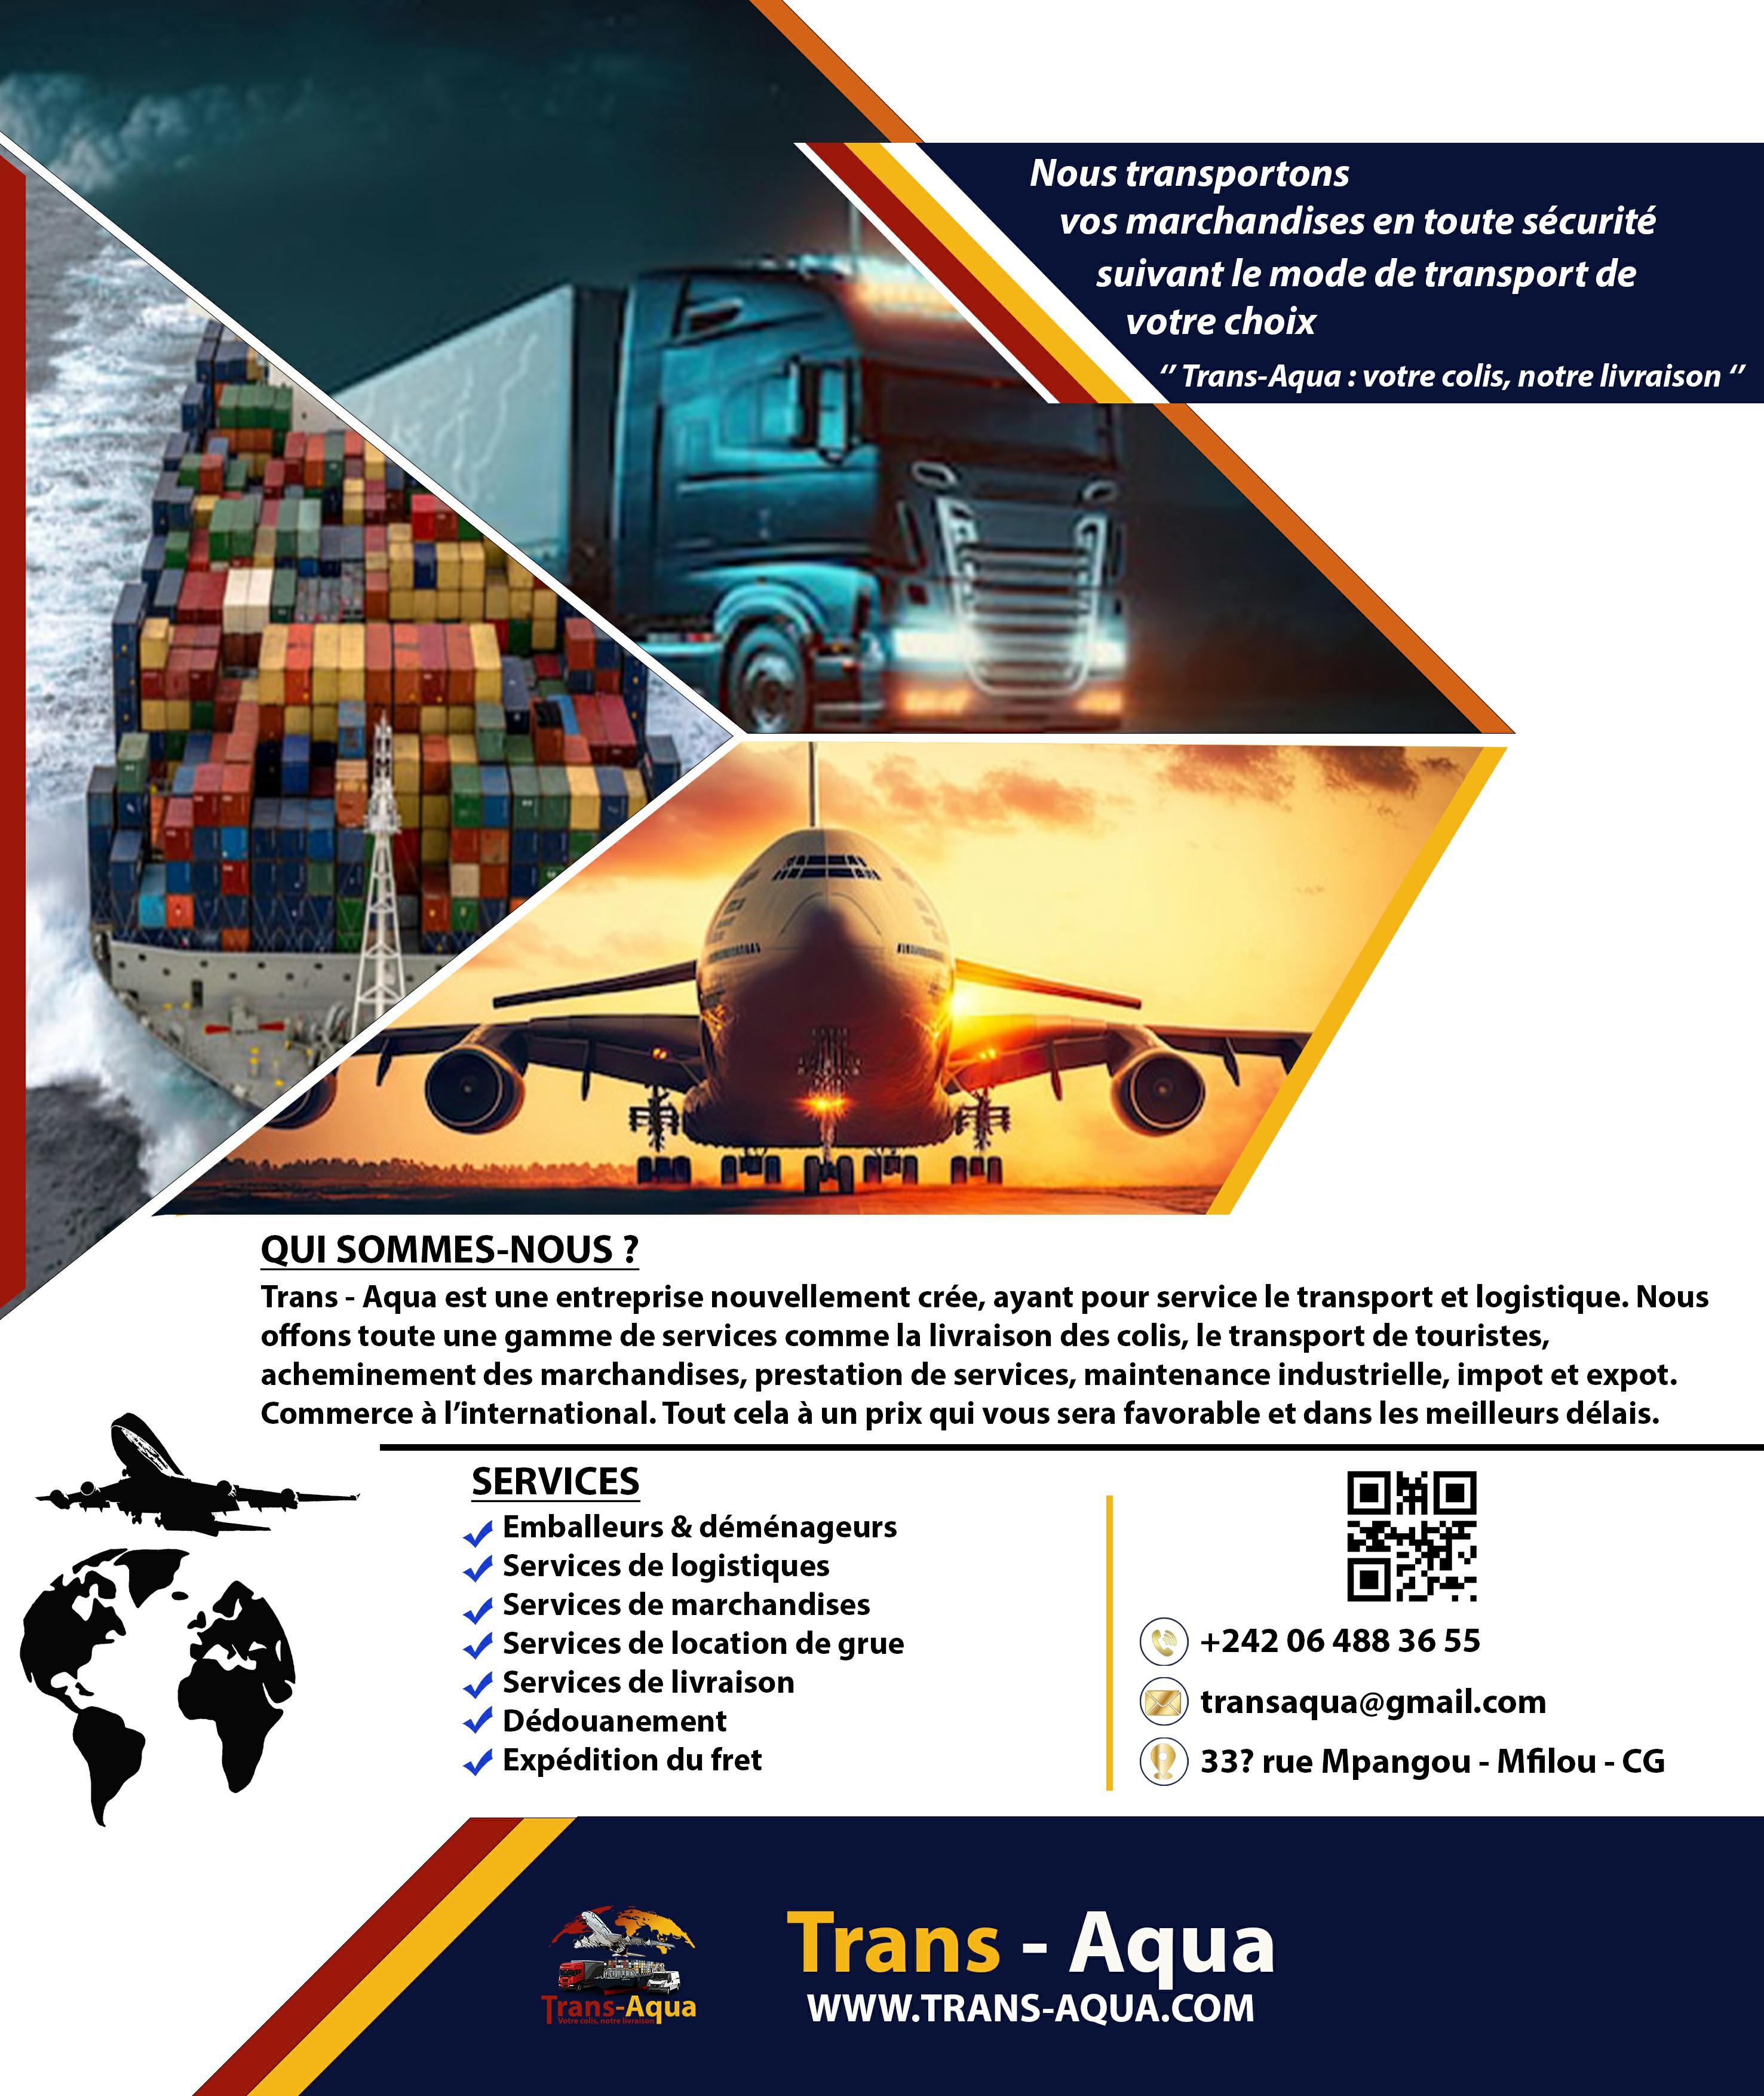 Nous transportons
vos marchandises en toute sécurité
suivant le mode de transport de
votre choix
‘’ Trans-Aqua : votre colis, notre livraison ‘’
QUI SOMMES-NOUS ?
Trans - Aqua est une entreprise nouvellement crée, ayant pour service le transport et logistique. Nous
offons toute une gamme de services comme la livraison des colis, le transport de touristes,
acheminement des marchandises, prestation de services, maintenance industrielle, impot et expot.
Commerce à l’international. Tout cela à un prix qui vous sera favorable et dans les meilleurs délais.
SERVICES
Emballeurs & déménageurs
Services de logistiques
Services de marchandises
Services de location de grue
Services de livraison
Dédouanement
Expédition du fret
+242 06 488 36 55
transaqua@gmail.com
33? rue Mpangou - Mfilou - CG
Trans-Aqua
Votre colis, notre livraison
Trans - Aqua
WWW.TRANS-AQUA.COM